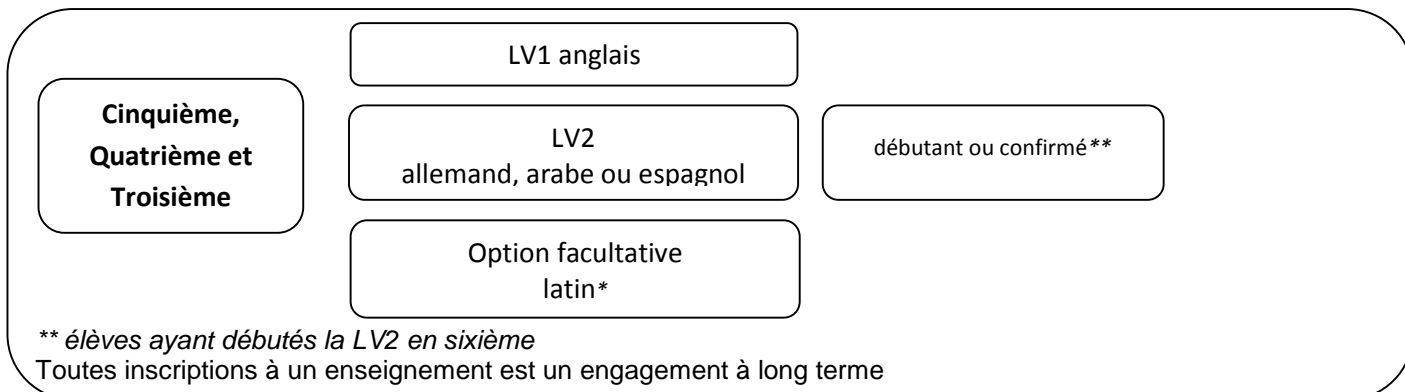 LV1 anglais
Cinquième,
Quatrième et
Troisième
LV2
allemand, arabe ou espagnol
débutant ou confirmé**
Option facultative
latin*
** élèves ayant débutés la LV2 en sixième
Toutes inscriptions à un enseignement est un engagement à long terme